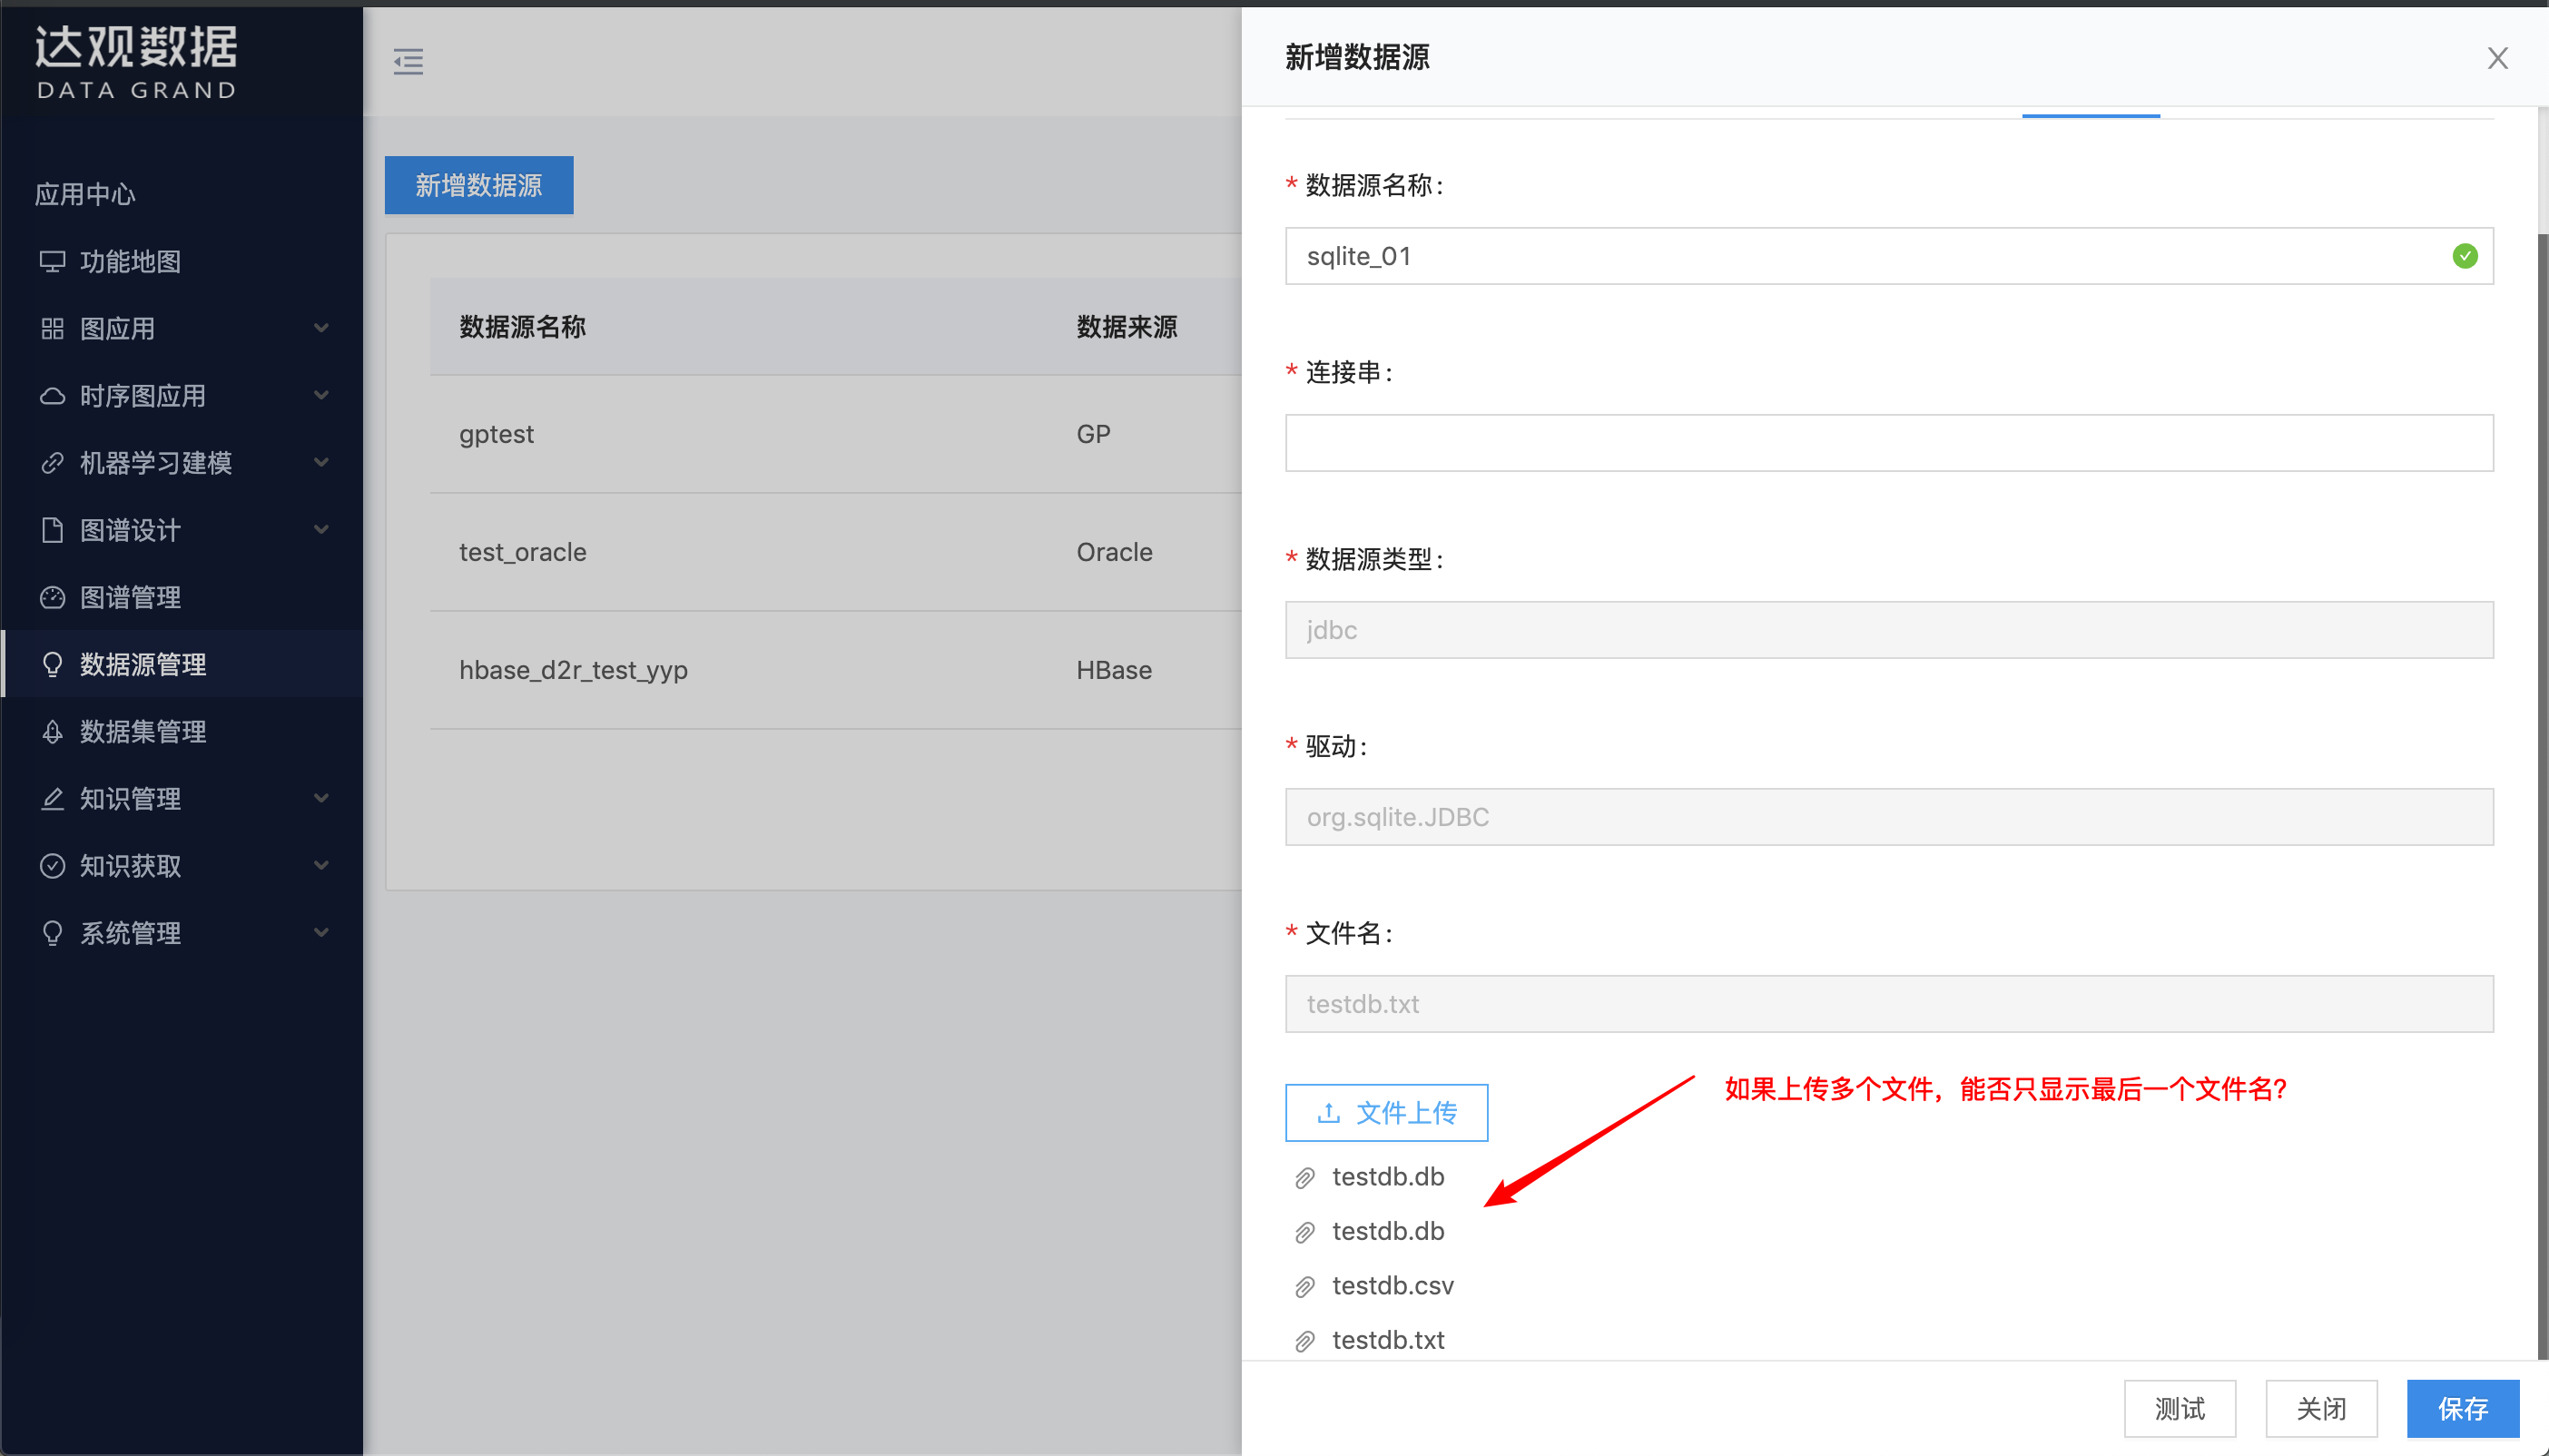 达观数据
DATA GRAND
应用中心
功能地图
图应用
时序图应用
机器学习建模
图谱设计
图谱管理
数据源管理
数据集管理
知识管理
知识获取
系统管理
新增数据源
数据源名称 数据来源
gptest GP
test_oracle Oracle
hbase_d2r_test_yyp HBase
新增数据源
* 数据源名称:
sqlite_01
* 连接串:
* 数据源类型:
jdbc
* 驱动:
org.sqlite.JDBC
* 文件名:
testdb.txt
文件上传
如果上传多个文件，能否只显示最后一个文件名?
testdb.db
testdb.db
testdb.csv
testdb.txt
测试 关闭 保存